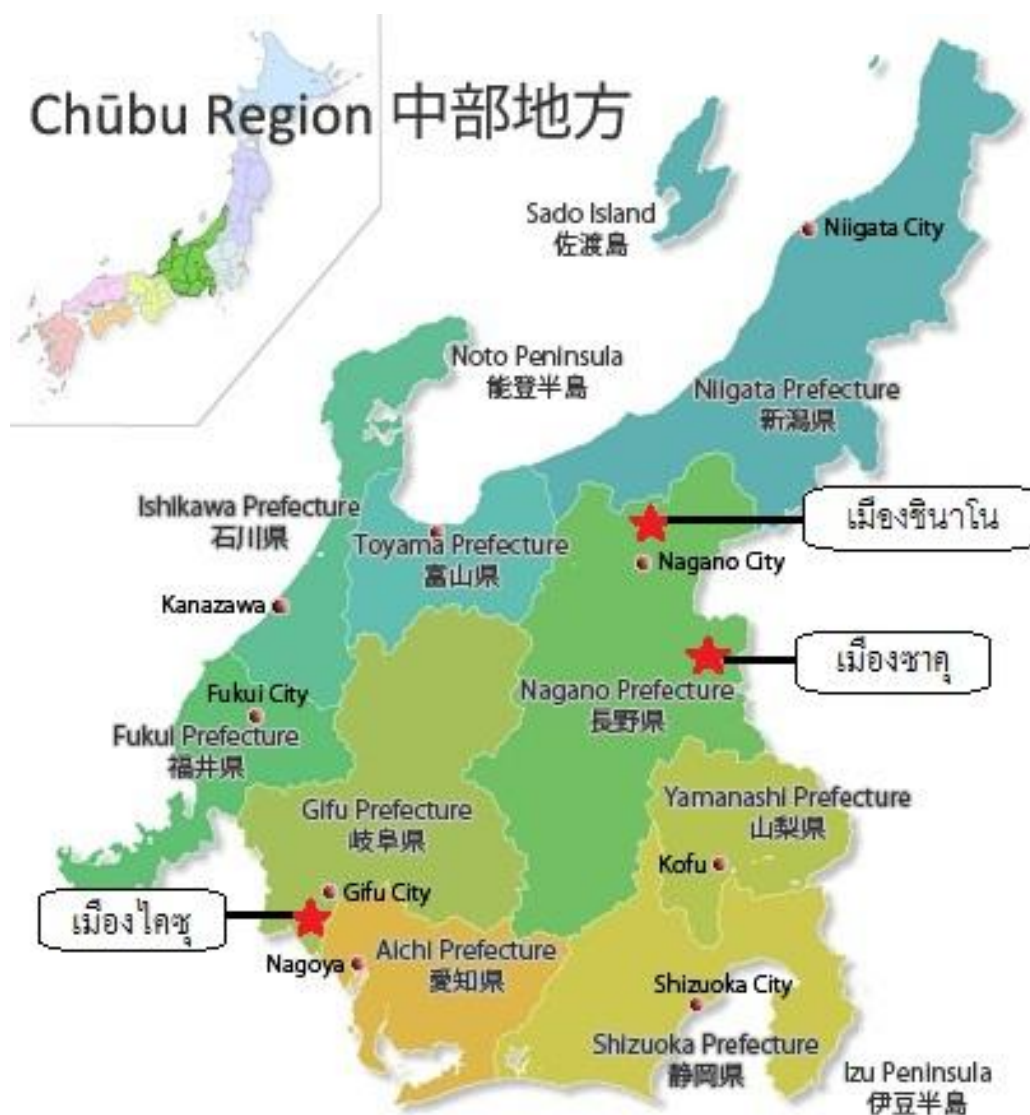 Chūbu Region 中部地方
Sado Island
佐渡島
Niigata City
Noto Peninsula
能登半島
Niigata Prefecture
新潟県
Ishikawa Prefecture
石川県
เมืองชินาโน
Toyama Prefecture
富山県
Nagano City
Kanazawa
เมืองซาคุ
Nagano Prefecture
長野県
Fukui City
Fukui Prefecture
福井県
Gifu Prefecture
岐阜県
Yamanashi Prefecture
山梨県
Kofu
Gifu City
เมืองไคซุ
Aichi Prefecture
愛知県
Nagoya
Shizuoka City
Shizuoka Prefecture
静岡県
Izu Peninsula
伊豆半島